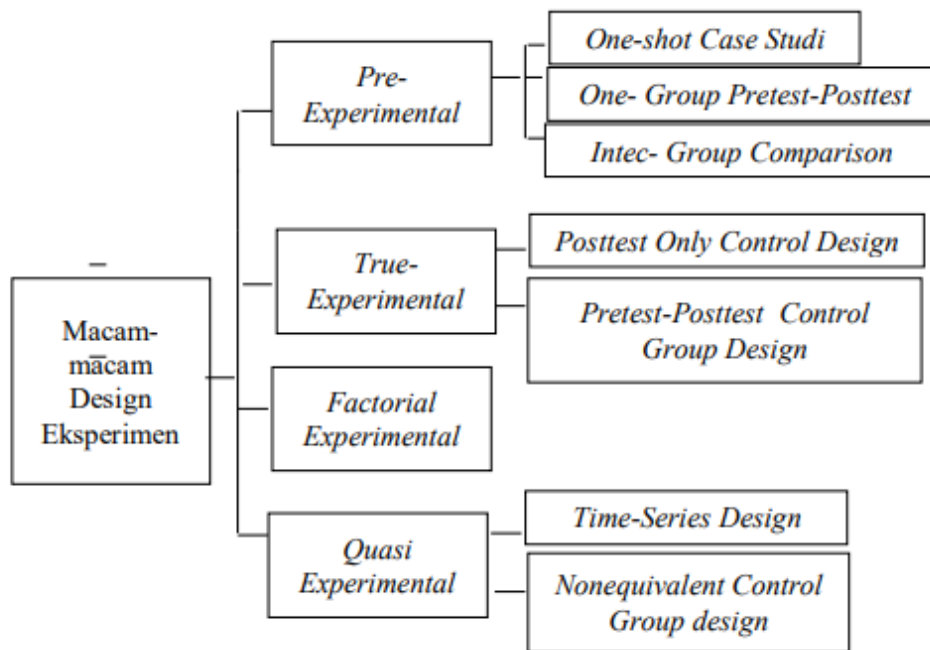 Macam-
macam
Design
Eksperimen
Pre-
Experimental
One-shot Case Studi
One- Group Pretest-Posttest
Intec- Group Comparison
True-
Experimental
Posttest Only Control Design
Pretest-Posttest Control
Group Design
Factorial
Experimental
Quasi
Experimental
Time-Series Design
Nonequivalent Control
Group design